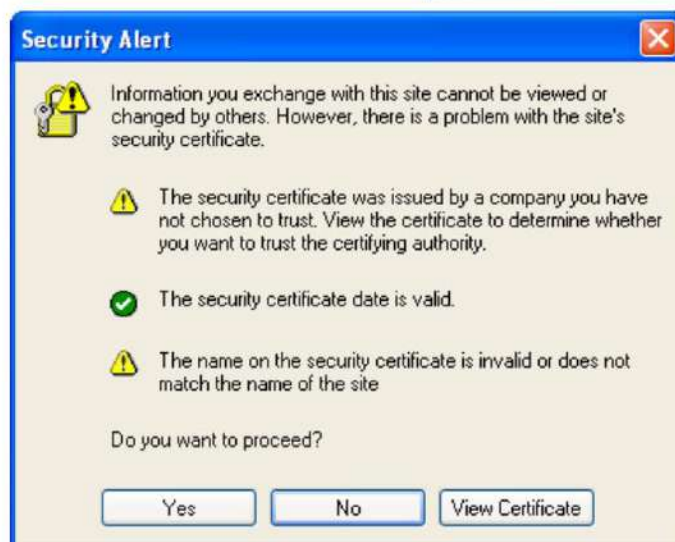 Security Alert
Information you exchange with this site cannot be viewed or
changed by others. However, there is a problem with the site's
security certificate.
The security certificate was issued by a company you have
not chosen to trust. View the certificate to determine whether
you want to trust the certifying authority.
The security certificate date is valid.
The name on the security certificate is invalid or does not
match the name of the site
Do you want to proceed?
Yes No View Certificate